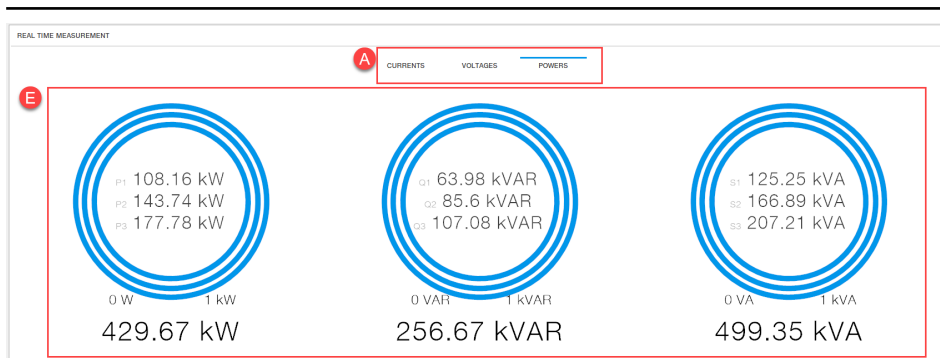 REAL TIME MEASUREMENT
A
CURRENTS VOLTAGES POWERS
E
P1 108.16 kW
P2 143.74 kW
P3 177.78 kW
0 W 1 kW
429.67 kW
Q1 63.98 kVAR
Q2 85.6 kVAR
Q3 107.08 kVAR
0 VAR 1 kVAR
256.67 kVAR
S1 125.25 kVA
S2 166.89 kVA
S3 207.21 kVA
0 VA 1 kVA
499.35 kVA